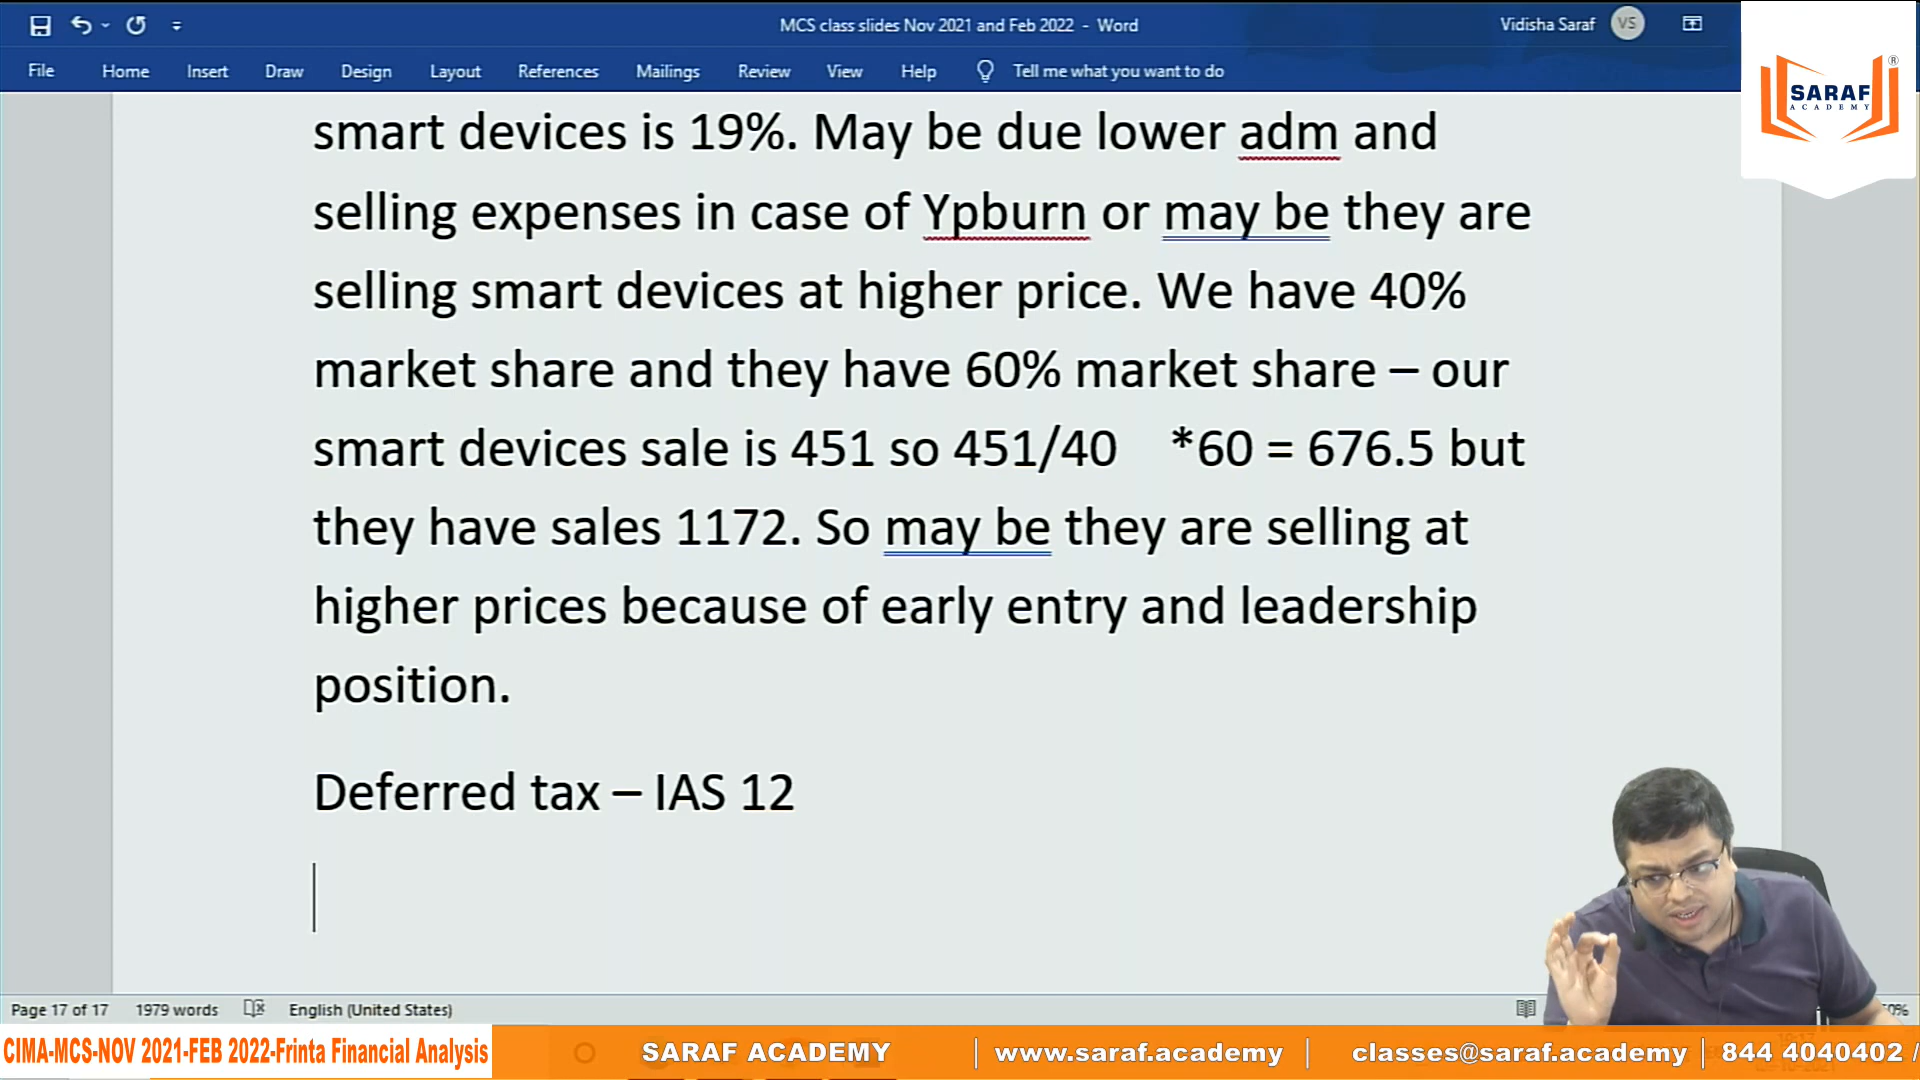 MCS class slides Nov 2021 and Feb 2022 - Word
Vidisha Saraf
VS
File Home Insert Draw Design Layout References Mailings Review View Help Tell me what you want to do
SARAF
ACADEMY
®
smart devices is 19%. May be due lower adm and
selling expenses in case of Ypburn or may be they are
selling smart devices at higher price. We have 40%
market share and they have 60% market share – our
smart devices sale is 451 so 451/40 *60 = 676.5 but
they have sales 1172. So may be they are selling at
higher prices because of early entry and leadership
position.
Deferred tax – IAS 12
Page 17 of 17 1979 words English (United States)
CIMA-MCS-NOV 2021-FEB 2022-Frinta Financial Analysis
SARAF ACADEMY | www.saraf.academy | classes@saraf.academy | 844 4040402 /